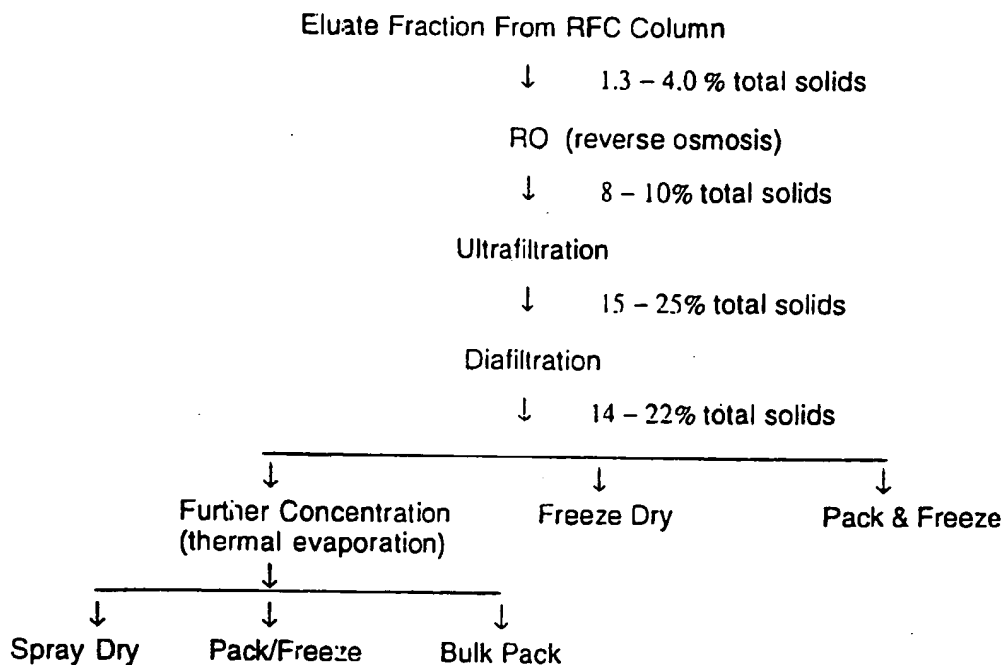 Eluate Fraction From RFC Column
↓ 1.3 – 4.0 % total solids
RO (reverse osmosis)
↓ 8 – 10% total solids
Ultrafiltration
↓ 15 – 25% total solids
Diafiltration
↓ 14 – 22% total solids
↓ ↓ ↓
Further Concentration Freeze Dry Pack & Freeze
(thermal evaporation)
↓
↓ ↓ ↓
Spray Dry Pack/Freeze Bulk Pack